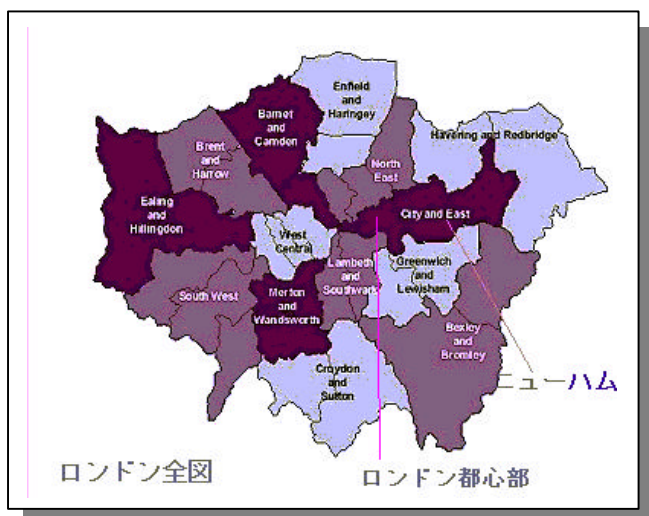 Enfield
and
Haringey
Barnet
and
Camden
Havering and Redbridge
Brent
and
Harrow
North
East
Ealing
and
Hillingdon
City and East
West
Central
Lambeth
and
Southwark
Greenwich
and
Lewisham
South West
Merton
and
Wandsworth
Bexley
and
Bromley
Croydon
and
Sutton
ニューハム
ロンドン全図
ロンドン都心部